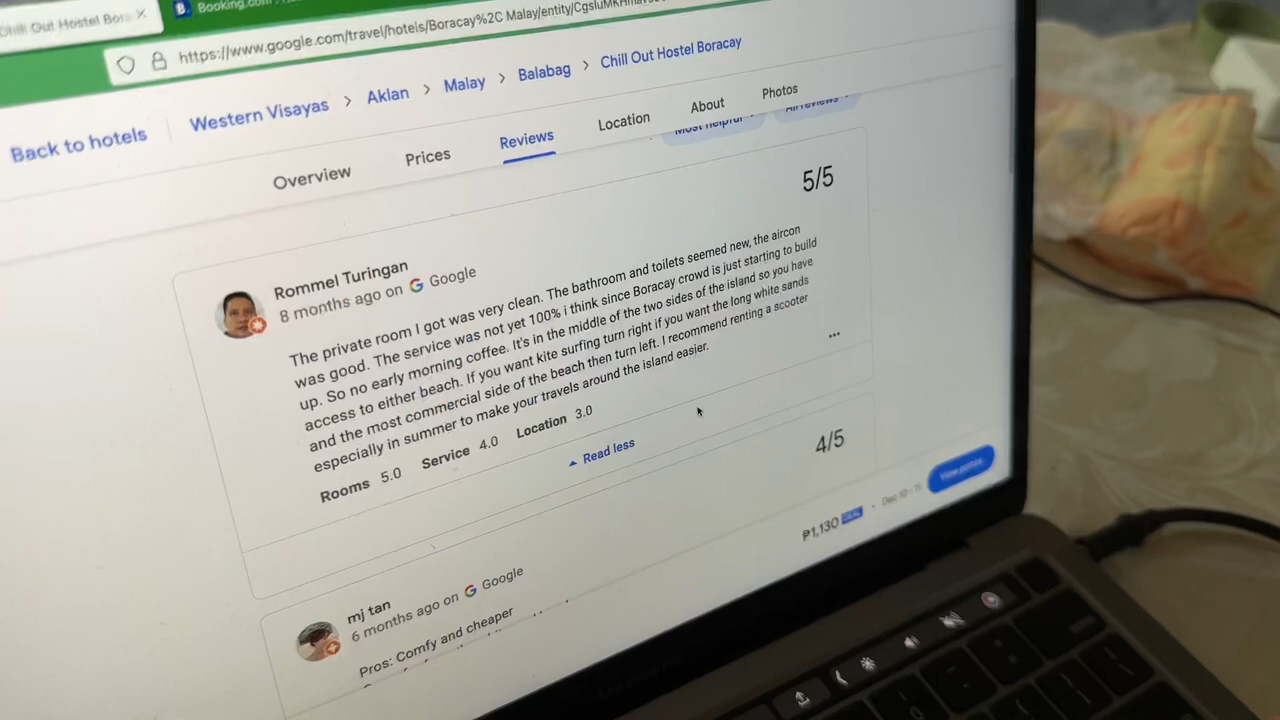 Chill Out Hostel Bora
Booking.com
https://www.google.com/travel/hotels/Boracay%2C Malay/entity/
Back to hotels
Western Visayas > Aklan > Malay > Balabag > Chill Out Hostel Boracay
Overview Prices Reviews Location About Photos
Most helpful All reviews
5/5
Rommel Turingan
8 months ago on Google
The private room I got was very clean. The bathroom and toilets seemed new, the aircon
was good. The service was not yet 100% i think since Boracay crowd is just starting to build
up. So no early morning coffee. It's in the middle of the two sides of the island so you have
access to either beach. If you want kite surfing turn right if you want the long white sands
and the most commercial side of the beach then turn left. I recommend renting a scooter
especially in summer to make your travels around the island easier.
Rooms 5.0 Service 4.0 Location 3.0
Read less
4/5
mj tan
6 months ago on Google
Pros: Comfy and cheaper
₱1,130 DEAL
View prices